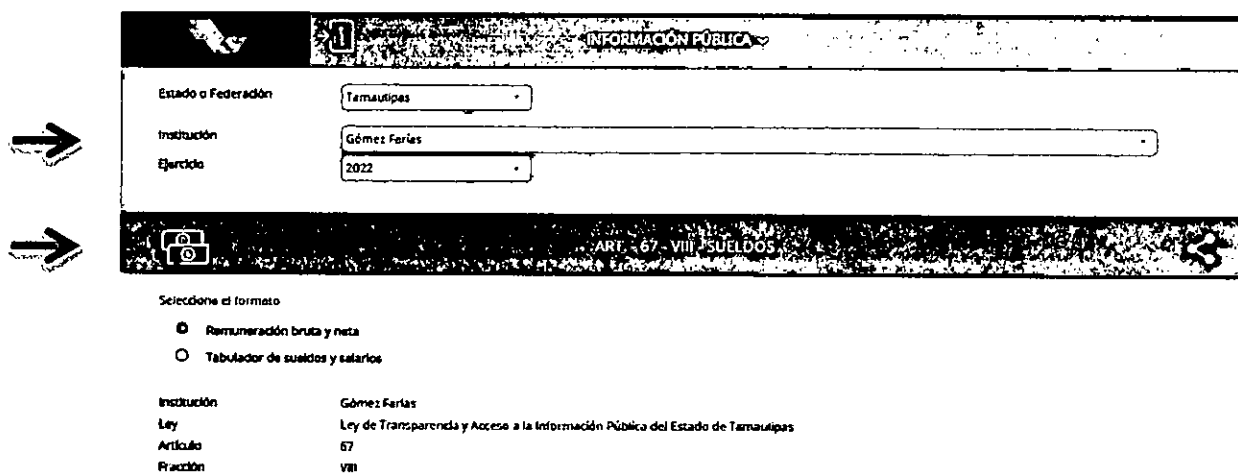 INFORMACIÓN PÚBLICA
Estado o Federación Tamaulipas
Institución Gómez Farías
Ejercicio 2022
ART. - 67 - VIII - SUELDOS
Seleccione el formato
Remuneración bruta y neta
Tabulador de sueldos y salarios
Institución Gómez Farías
Ley Ley de Transparencia y Acceso a la Información Pública del Estado de Tamaulipas
Artículo 67
Fracción VIII